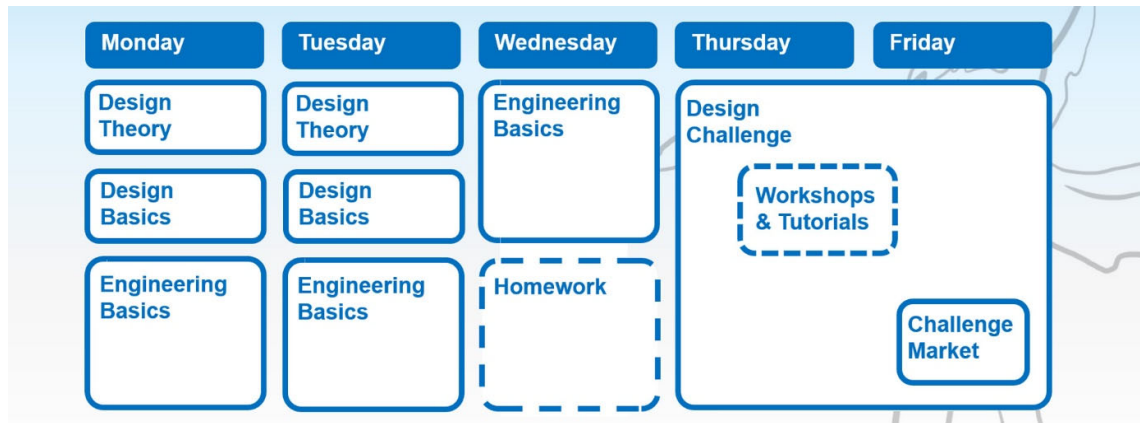 Monday
Tuesday
Wednesday
Thursday
Friday
Design
Theory
Design
Theory
Engineering
Basics
Design
Challenge
Design
Basics
Design
Basics
Workshops
& Tutorials
Engineering
Basics
Engineering
Basics
Homework
Challenge
Market